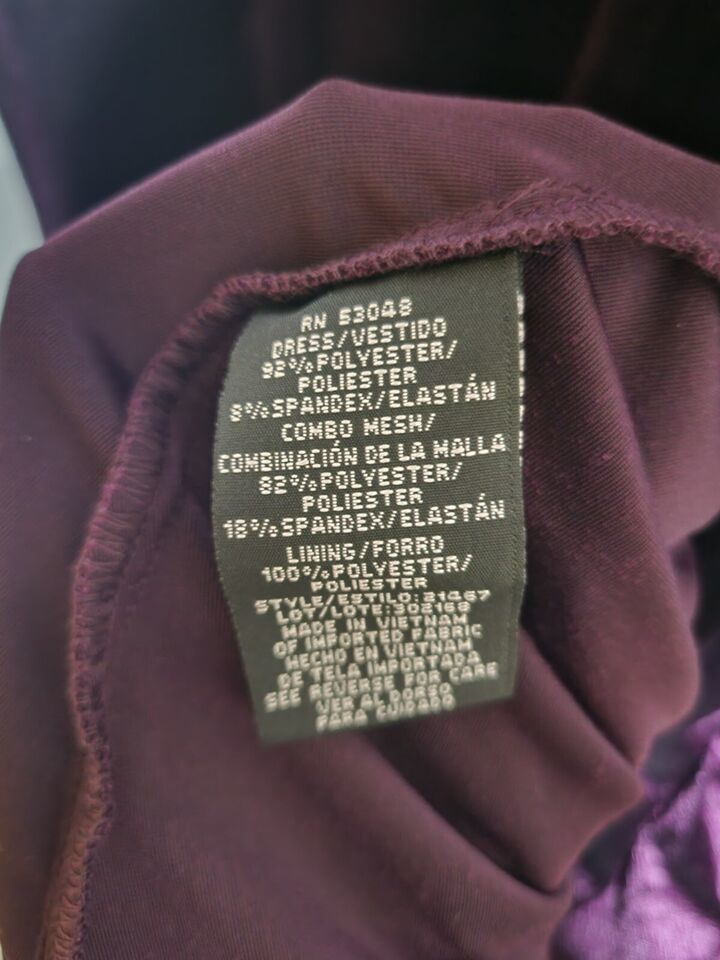 RN 53048
DRESS/VESTIDO
92%POLYESTER/
POLIESTER
8%SPANDEX/ELASTÁN
COMBO MESH/
COMBINACIÓN DE LA MALLA
82%POLYESTER/
POLIESTER
18%SPANDEX/ELASTÁN
LINING/FORRO
100%POLYESTER/
POLIESTER
STYLE/ESTILO:21467
LOT/LOTE:302168
MADE IN VIETNAM
OF IMPORTED FABRIC
HECHO EN VIETNAM
DE TELA IMPORTADA
SEE REVERSE FOR CARE
VER AL DORSO
PARA CUIDADO